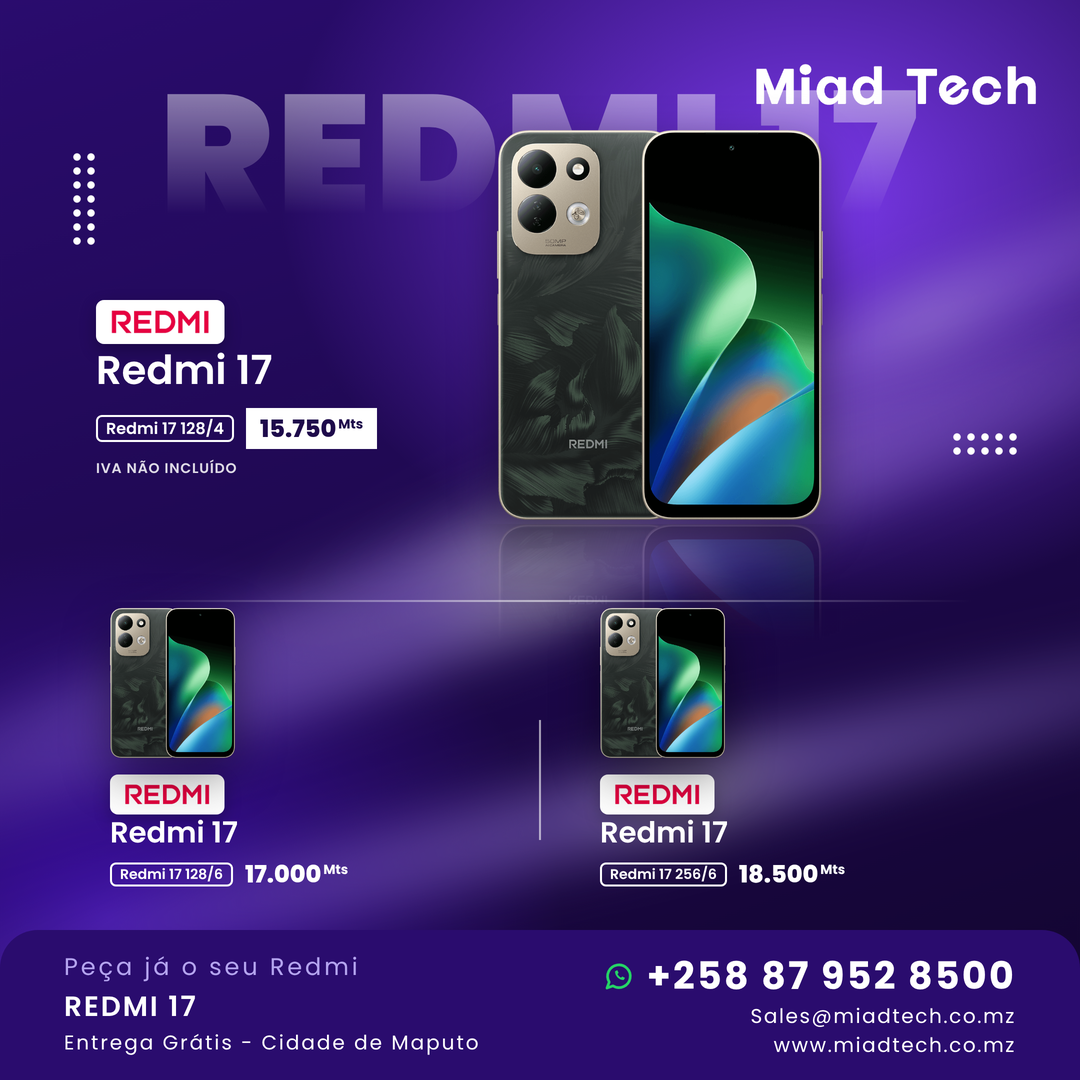 Miad Tech
REDMI 17
50MP
REDMI
REDMI
Redmi 17
Redmi 17 128/4 15.750 Mts
IVA NÃO INCLUÍDO
REDMI
REDMI
REDMI
Redmi 17
Redmi 17 128/6 17.000 Mts
REDMI
Redmi 17
Redmi 17 256/6 18.500 Mts
Peça já o seu Redmi
REDMI 17
Entrega Grátis - Cidade de Maputo
+258 87 952 8500
Sales@miadtech.co.mz
www.miadtech.co.mz